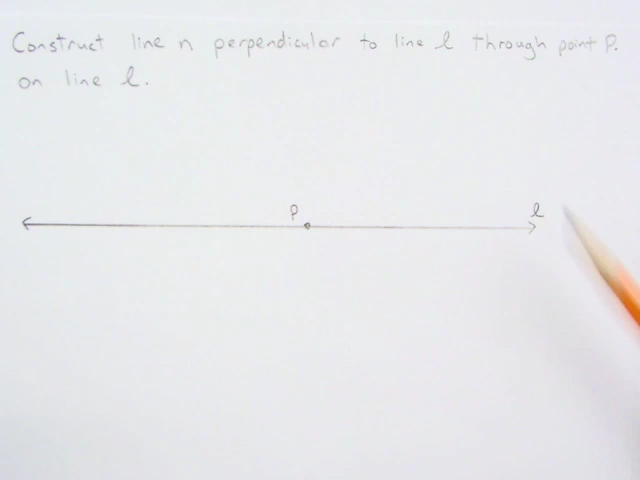 Construct line n perpendicular to line l through point P.
on line l.
P
l